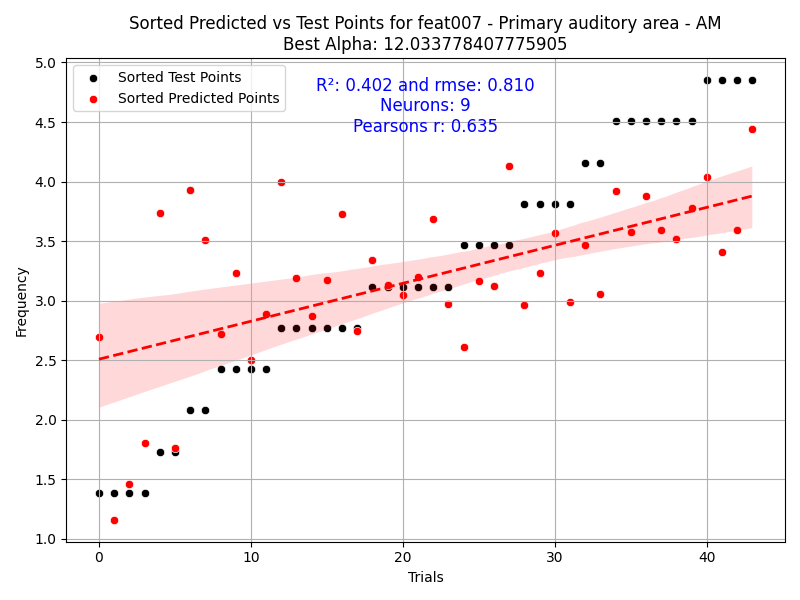 Sorted Predicted vs Test Points for feat007 - Primary auditory area - AM
Best Alpha: 12.033778407775905
Sorted Test Points
Sorted Predicted Points
R²: 0.402 and rmse: 0.810
Neurons: 9
Pearsons r: 0.635
5.0
4.5
4.0
3.5
3.0
2.5
2.0
1.5
1.0
Frequency
0 10 20 30 40
Trials